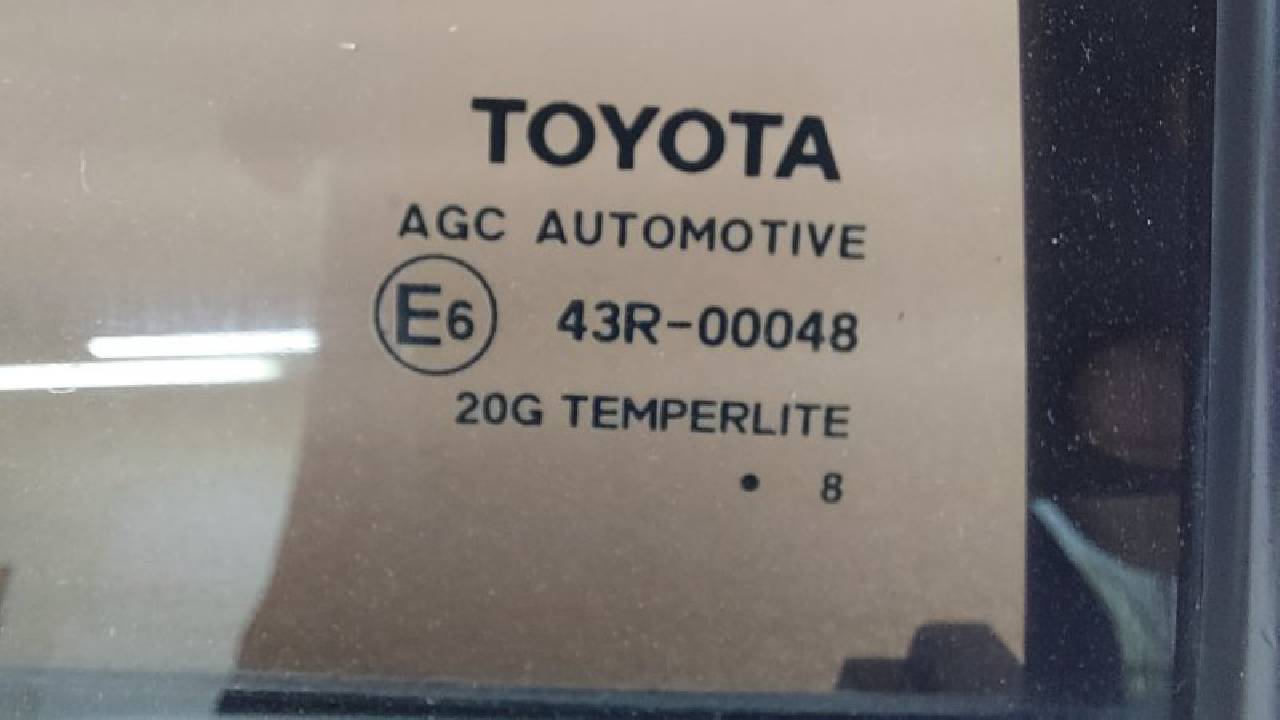 TOYOTA
AGC AUTOMOTIVE
E6 43R-00048
20G TEMPERLITE
• 8